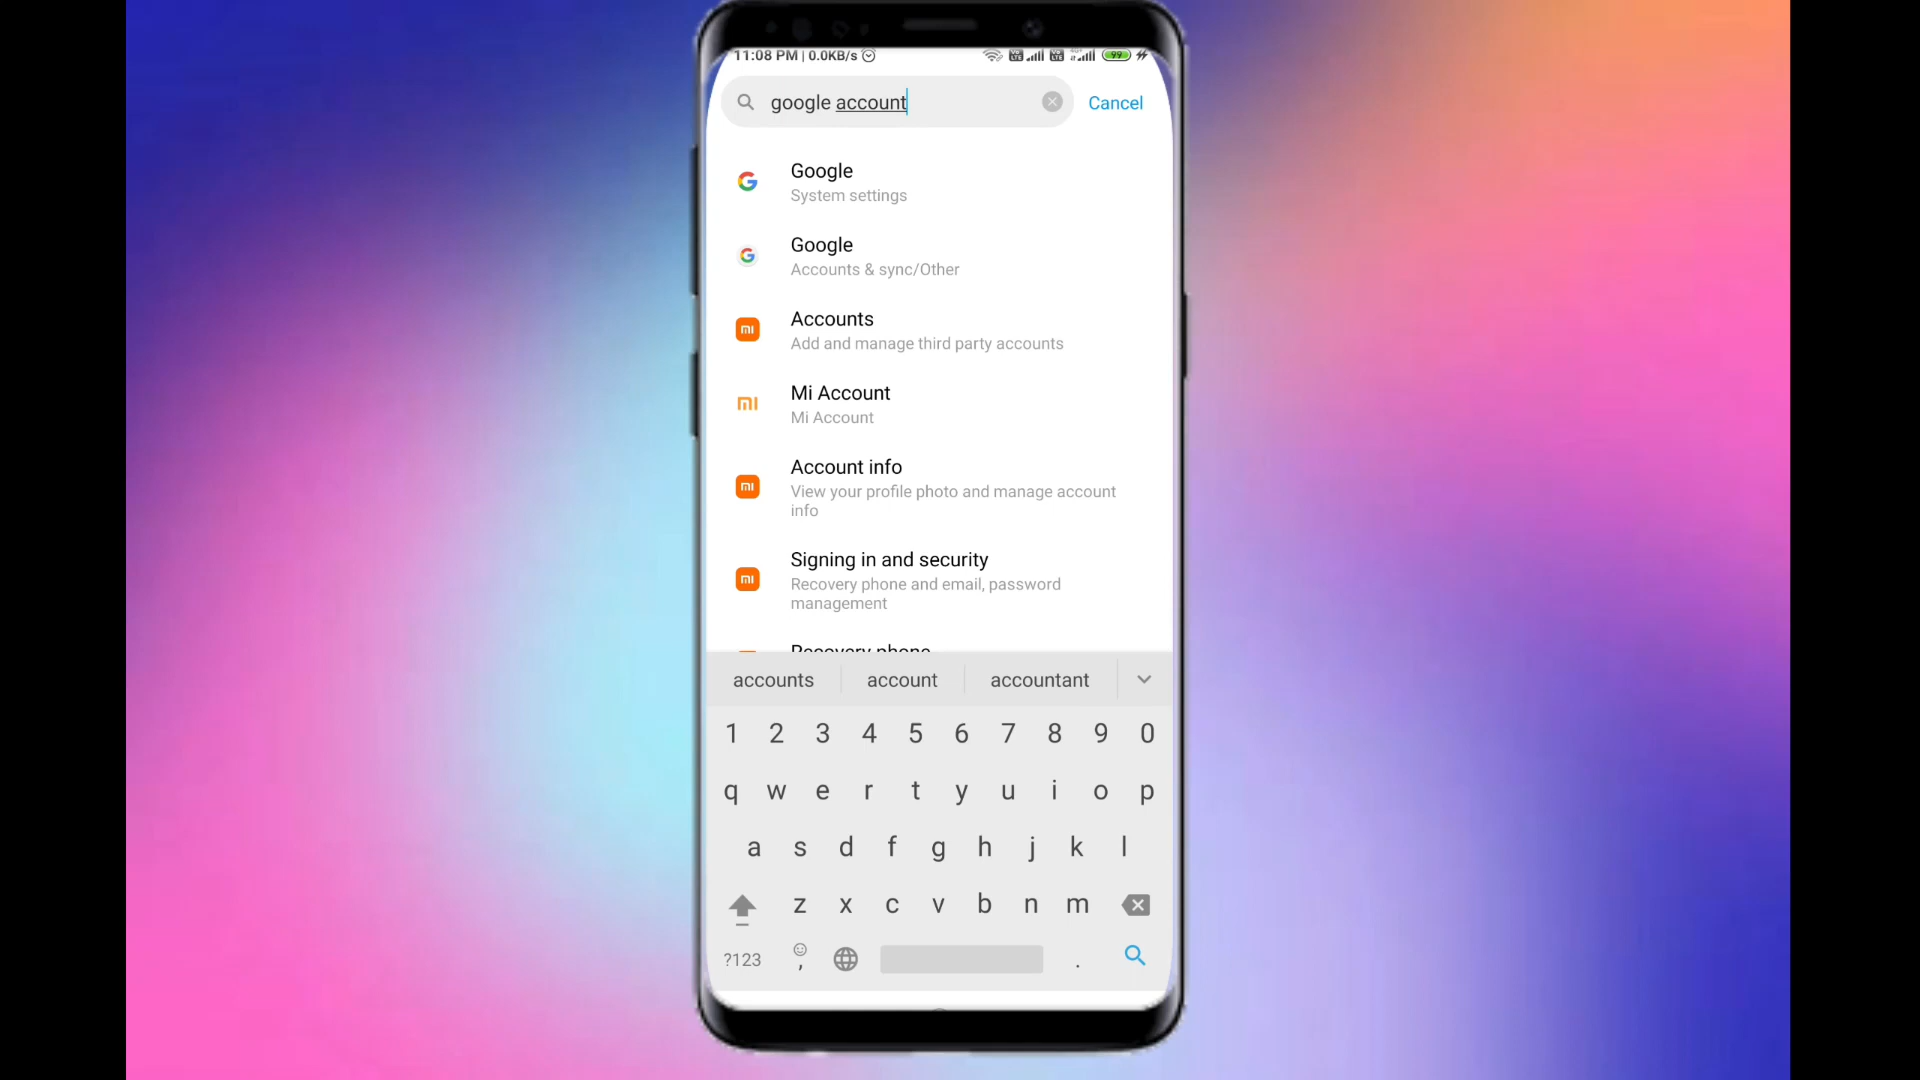 11:08 PM | 0.0KB/s
99
google account
Cancel
Google
System settings
Google
Accounts & sync/Other
Accounts
Add and manage third party accounts
Mi Account
Mi Account
Account info
View your profile photo and manage account
info
Signing in and security
Recovery phone and email, password
management
Recovery phone
accounts account accountant
1 2 3 4 5 6 7 8 9 0
q w e r t y u i o p
a s d f g h j k l
z x c v b n m
?123 , .